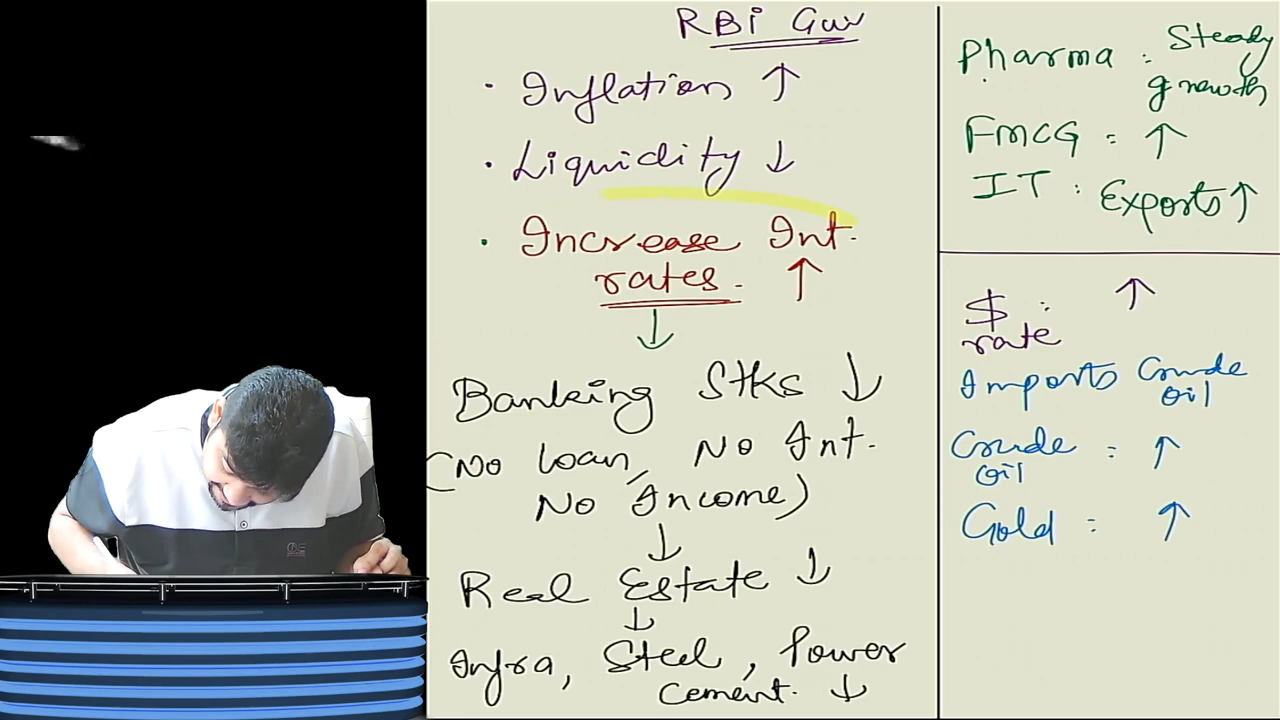 RBI Guv
• Inflation ↑
• Liquidity ↓
• Increase Int.
rates. ↑
↓
Banking Stks ↓
(No loan, No Int.
No Income)
↓
Real Estate ↓
↓
Infra, Steel, Power
cement. ↓
Pharma : Steady
growth
FMCG = ↑
IT : Exports ↑
$ : ↑
rate
Imports Crude
oil
Crude : ↑
oil
Gold : ↑